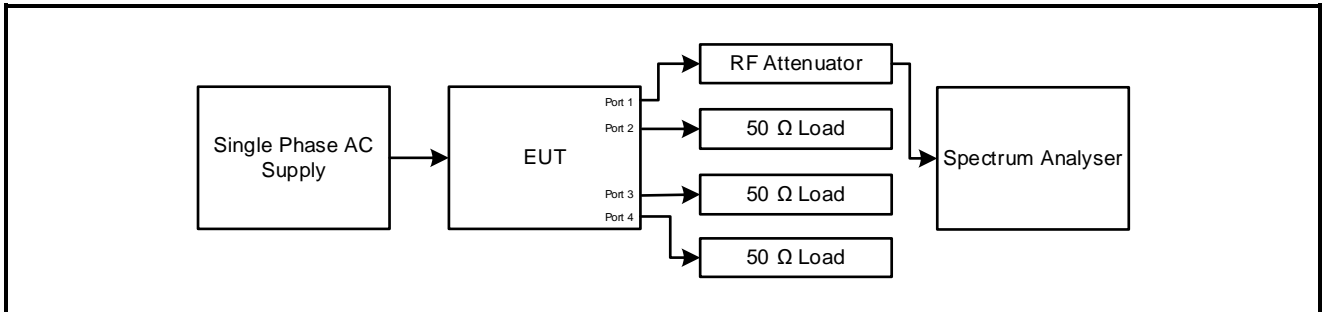 Single Phase AC
Supply
EUT
Port 1
Port 2
Port 3
Port 4
RF Attenuator
50 Ω Load
50 Ω Load
50 Ω Load
Spectrum Analyser